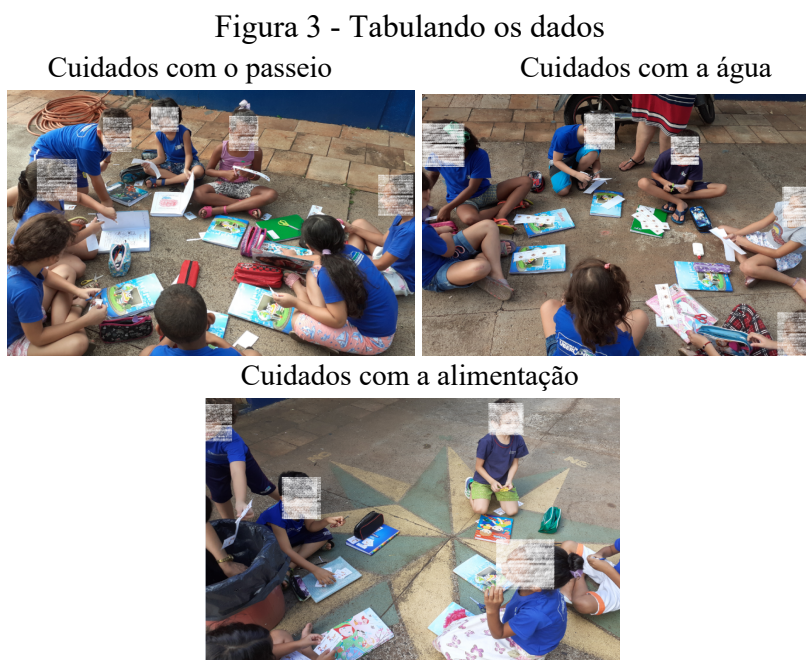 Figura 3 - Tabulando os dados
Cuidados com o passeio
Cuidados com a água
Cuidados com a alimentação